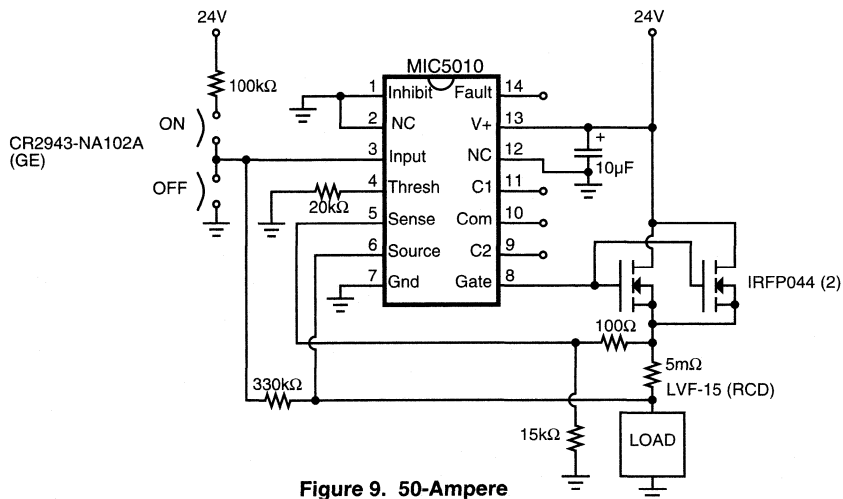 24V
24V
100kΩ
MIC5010
1 Inhibit Fault 14
ON
2 NC V+ 13
+
CR2943-NA102A
(GE)
3 Input NC 12
10µF
OFF
4 Thresh C1 11
20kΩ
5 Sense Com 10
6 Source C2 9
7 Gnd Gate 8
IRFP044 (2)
100Ω
5mΩ
LVF-15 (RCD)
330kΩ
15kΩ
LOAD
Figure 9. 50-Ampere